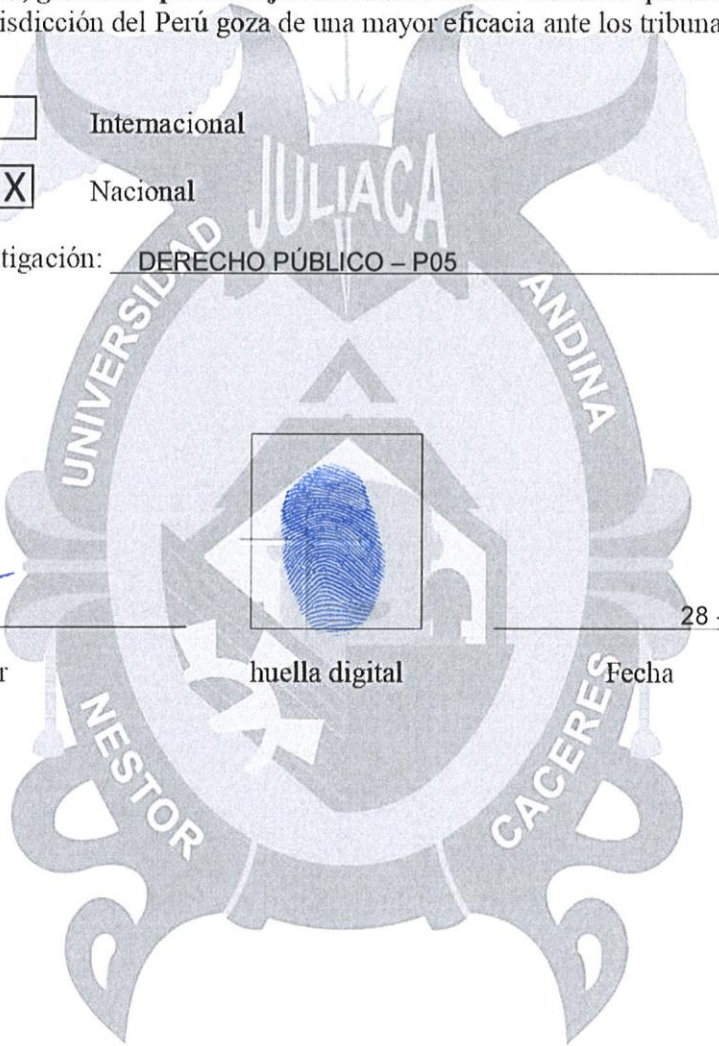 isdicción del Perú goza de una mayor eficacia ante los tribuna
Internacional
X Nacional
tigación: DERECHO PÚBLICO – P05
28
r huella digital Fecha
UNIVERSIDAD ANDINA
NESTOR CACERES
JULIACA